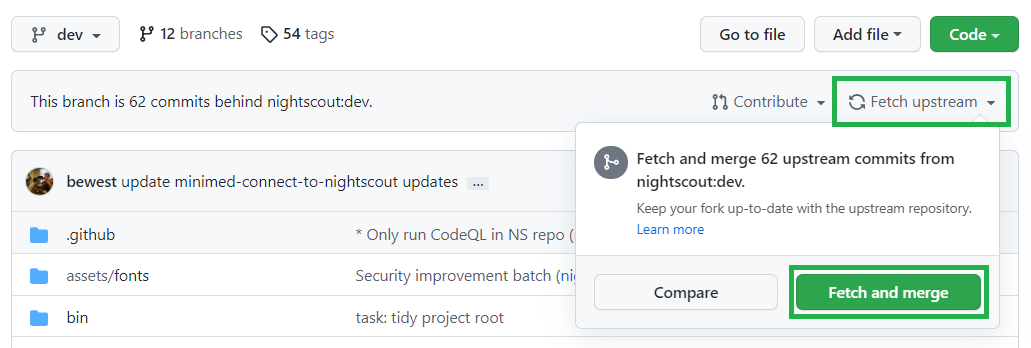 dev 12 branches 54 tags Go to file Add file Code
This branch is 62 commits behind nightscout:dev. Contribute Fetch upstream
Fetch and merge 62 upstream commits from
nightscout:dev.
Keep your fork up-to-date with the upstream repository.
Learn more
Compare Fetch and merge
bewest update minimed-connect-to-nightscout updates ...
.github * Only run CodeQL in NS repo (
assets/fonts Security improvement batch (nig
bin task: tidy project root